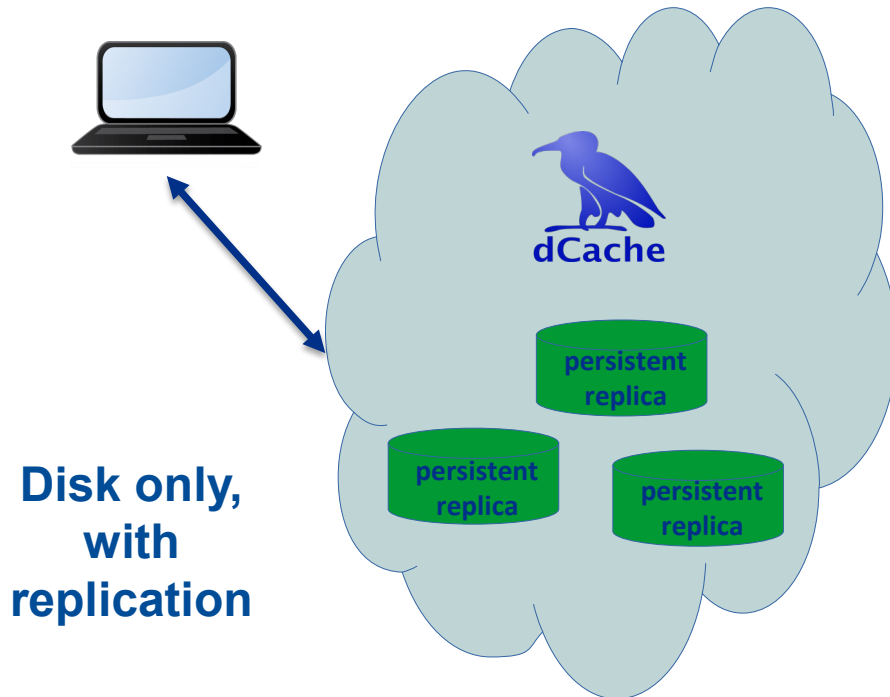 dCache
persistent
replica
persistent
replica
persistent
replica
Disk only,
with
replication